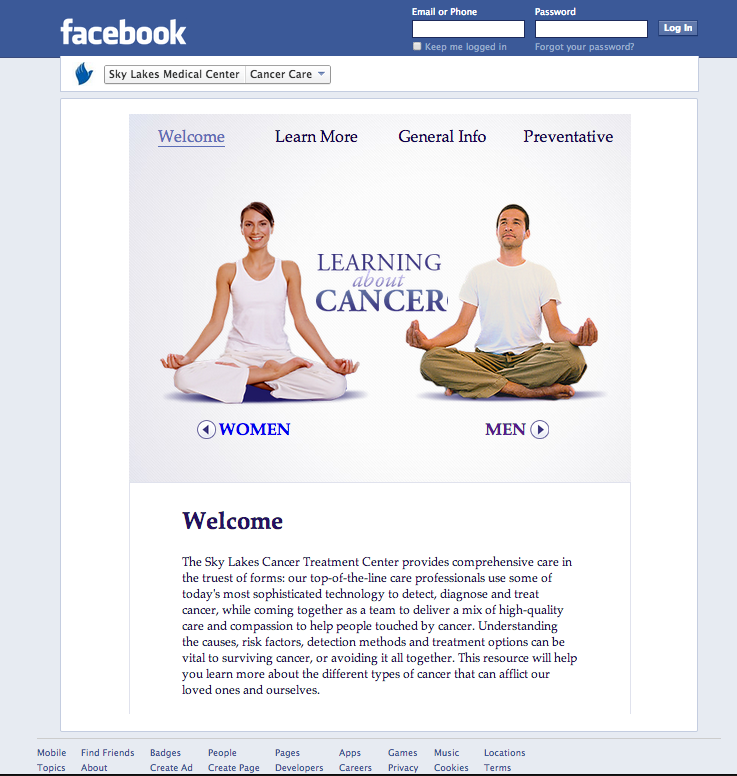 facebook
Email or Phone
Password
Log In
Keep me logged in
Forgot your password?
Sky Lakes Medical Center
Cancer Care
Welcome
Learn More
General Info
Preventative
LEARNING
about
CANCER
WOMEN
MEN
Welcome
The Sky Lakes Cancer Treatment Center provides comprehensive care in
the truest of forms: our top-of-the-line care professionals use some of
today's most sophisticated technology to detect, diagnose and treat
cancer, while coming together as a team to deliver a mix of high-quality
care and compassion to help people touched by cancer. Understanding
the causes, risk factors, detection methods and treatment options can be
vital to surviving cancer, or avoiding it all together. This resource will help
you learn more about the different types of cancer that can afflict our
loved ones and ourselves.
Mobile Find Friends Badges People Pages Apps Games Music Locations
Topics About Create Ad Create Page Developers Careers Privacy Cookies Terms